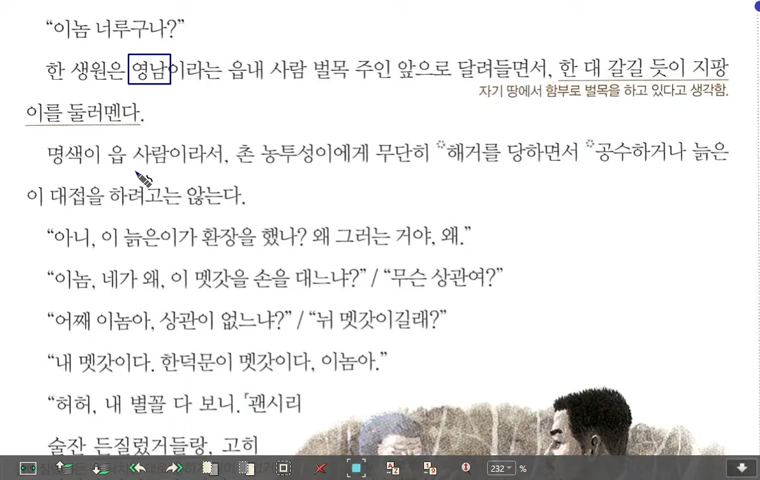 “이놈 너루구나?”
한 생원은 영남이라는 읍내 사람 벌목 주인 앞으로 달려들면서, 한 대 갈길 듯이 지팡
자기 땅에서 함부로 벌목을 하고 있다고 생각함.
이를 둘러멘다.
명색이 읍 사람이라서, 촌 농투성이에게 무단히 해거를 당하면서 공수하거나 늙은
이 대접을 하려고는 않는다.
“아니, 이 늙은이가 환장을 했나? 왜 그러는 거야, 왜.”
“이놈, 네가 왜, 이 멧갓을 손을 대느냐?” / “무슨 상관여?”
“어째 이놈아, 상관이 없느냐?” / “뉘 멧갓이길래?”
“내 멧갓이다. 한덕문이 멧갓이다, 이놈아.”
“허허, 내 별꼴 다 보니. 「괜시리
술잔 든질렀거들랑, 고히
232 %